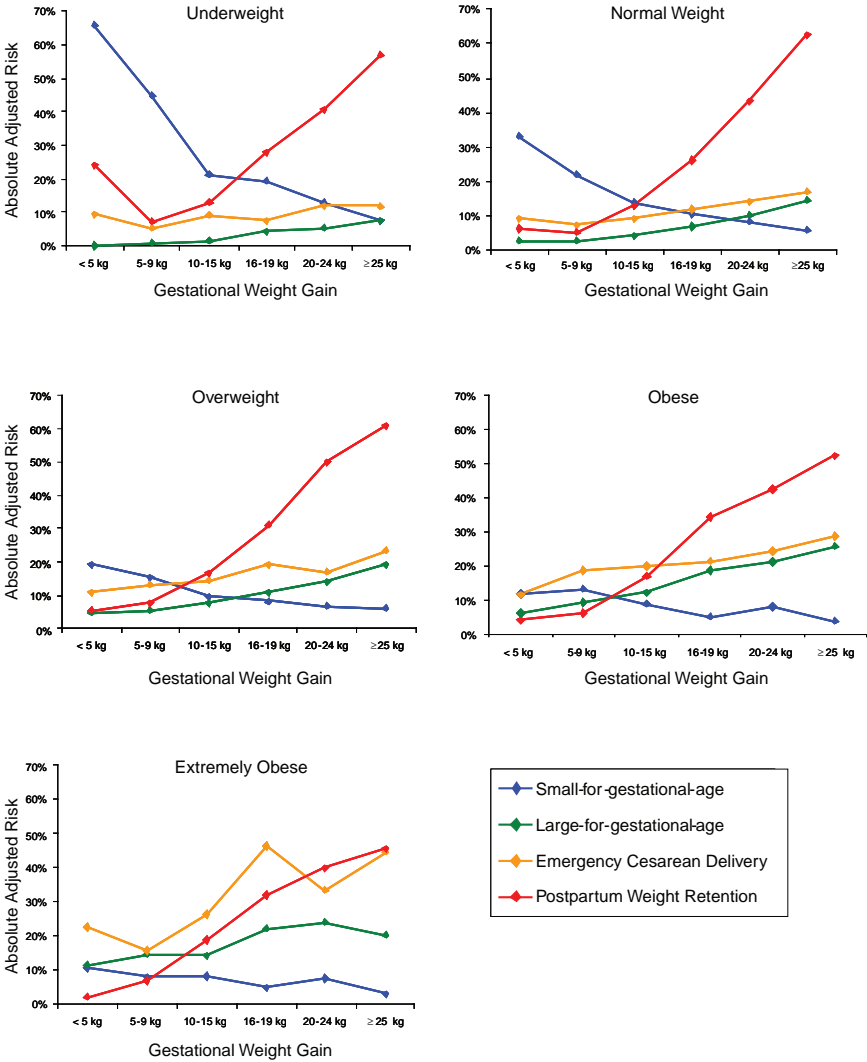 Underweight
Absolute Adjusted Risk
70%
60%
50%
40%
30%
20%
10%
0%
< 5 kg 5-9 kg 10-15 kg 16-19 kg 20-24 kg ≥25 kg
Gestational Weight Gain
Normal Weight
70%
60%
50%
40%
30%
20%
10%
0%
< 5 kg 5-9 kg 10-15 kg 16-19 kg 20-24 kg ≥25 kg
Gestational Weight Gain
Overweight
Absolute Adjusted Risk
70%
60%
50%
40%
30%
20%
10%
0%
< 5 kg 5-9 kg 10-15 kg 16-19 kg 20-24 kg ≥25 kg
Gestational Weight Gain
Obese
70%
60%
50%
40%
30%
20%
10%
0%
< 5 kg 5-9 kg 10-15 kg 16-19 kg 20-24 kg ≥ 25 kg
Gestational Weight Gain
Extremely Obese
Absolute Adjusted Risk
70%
60%
50%
40%
30%
20%
10%
0%
< 5 kg 5-9 kg 10-15 kg 16-19 kg 20-24 kg ≥ 25 kg
Gestational Weight Gain
Small-for-gestational-age
Large-for-gestational-age
Emergency Cesarean Delivery
Postpartum Weight Retention